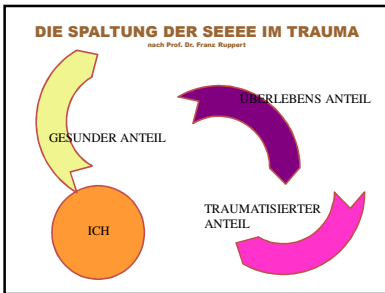 DIE SPALTUNG DER SEEEE IM TRAUMA
nach Prof. Dr. Franz Ruppert
ÜBERLEBENS ANTEIL
GESUNDER ANTEIL
TRAUMATISIERTER
ANTEIL
ICH